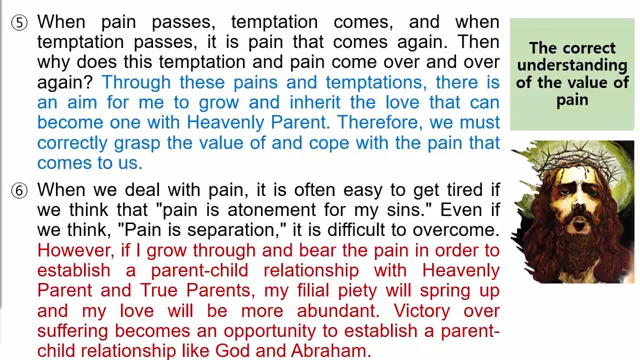 ⑤ When pain passes, temptation comes, and when
temptation passes, it is pain that comes again. Then
why does this temptation and pain come over and over
again? Through these pains and temptations, there is
an aim for me to grow and inherit the love that can
become one with Heavenly Parent. Therefore, we must
correctly grasp the value of and cope with the pain that
comes to us.
⑥ When we deal with pain, it is often easy to get tired if
we think that "pain is atonement for my sins." Even if
we think, "Pain is separation," it is difficult to overcome.
However, if I grow through and bear the pain in order to
establish a parent-child relationship with Heavenly
Parent and True Parents, my filial piety will spring up
and my love will be more abundant. Victory over
suffering becomes an opportunity to establish a parent-
child relationship like God and Abraham.
The correct
understanding
of the value of
pain